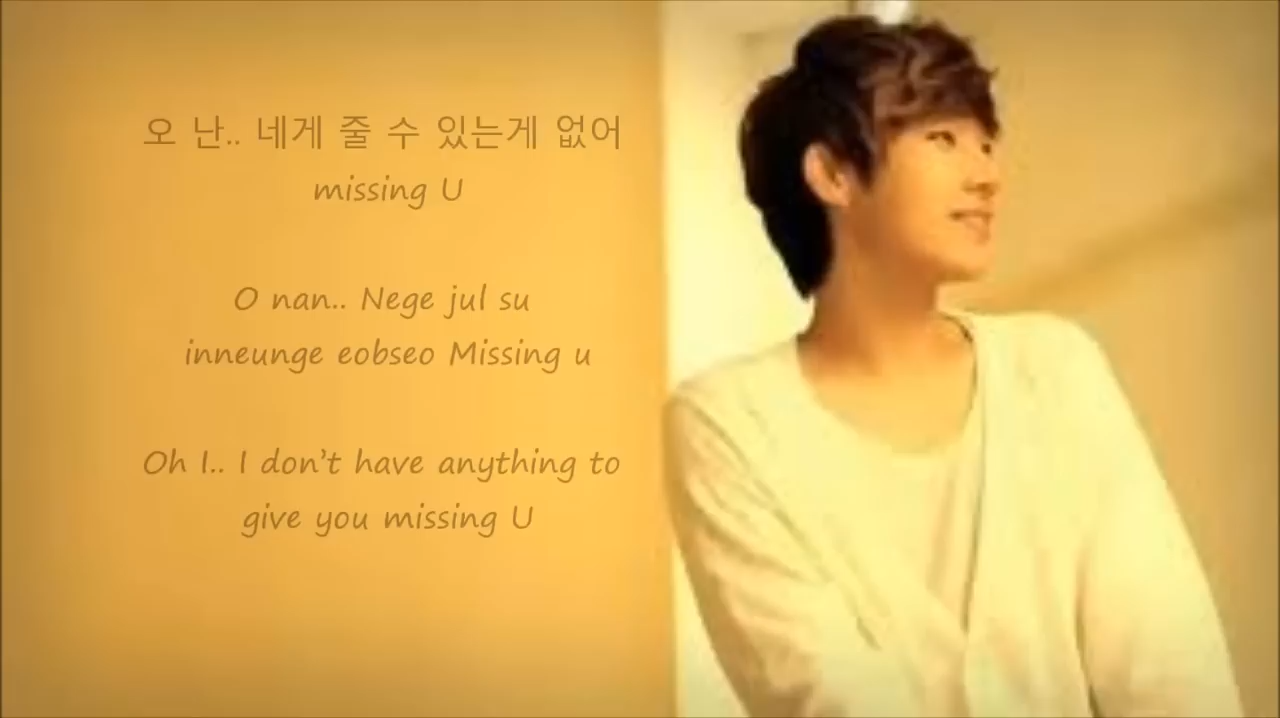 오 난.. 네게 줄 수 있는게 없어
missing U
O nan.. Nege jul su
inneunge eobseo Missing u
Oh I.. I don't have anything to
give you missing U